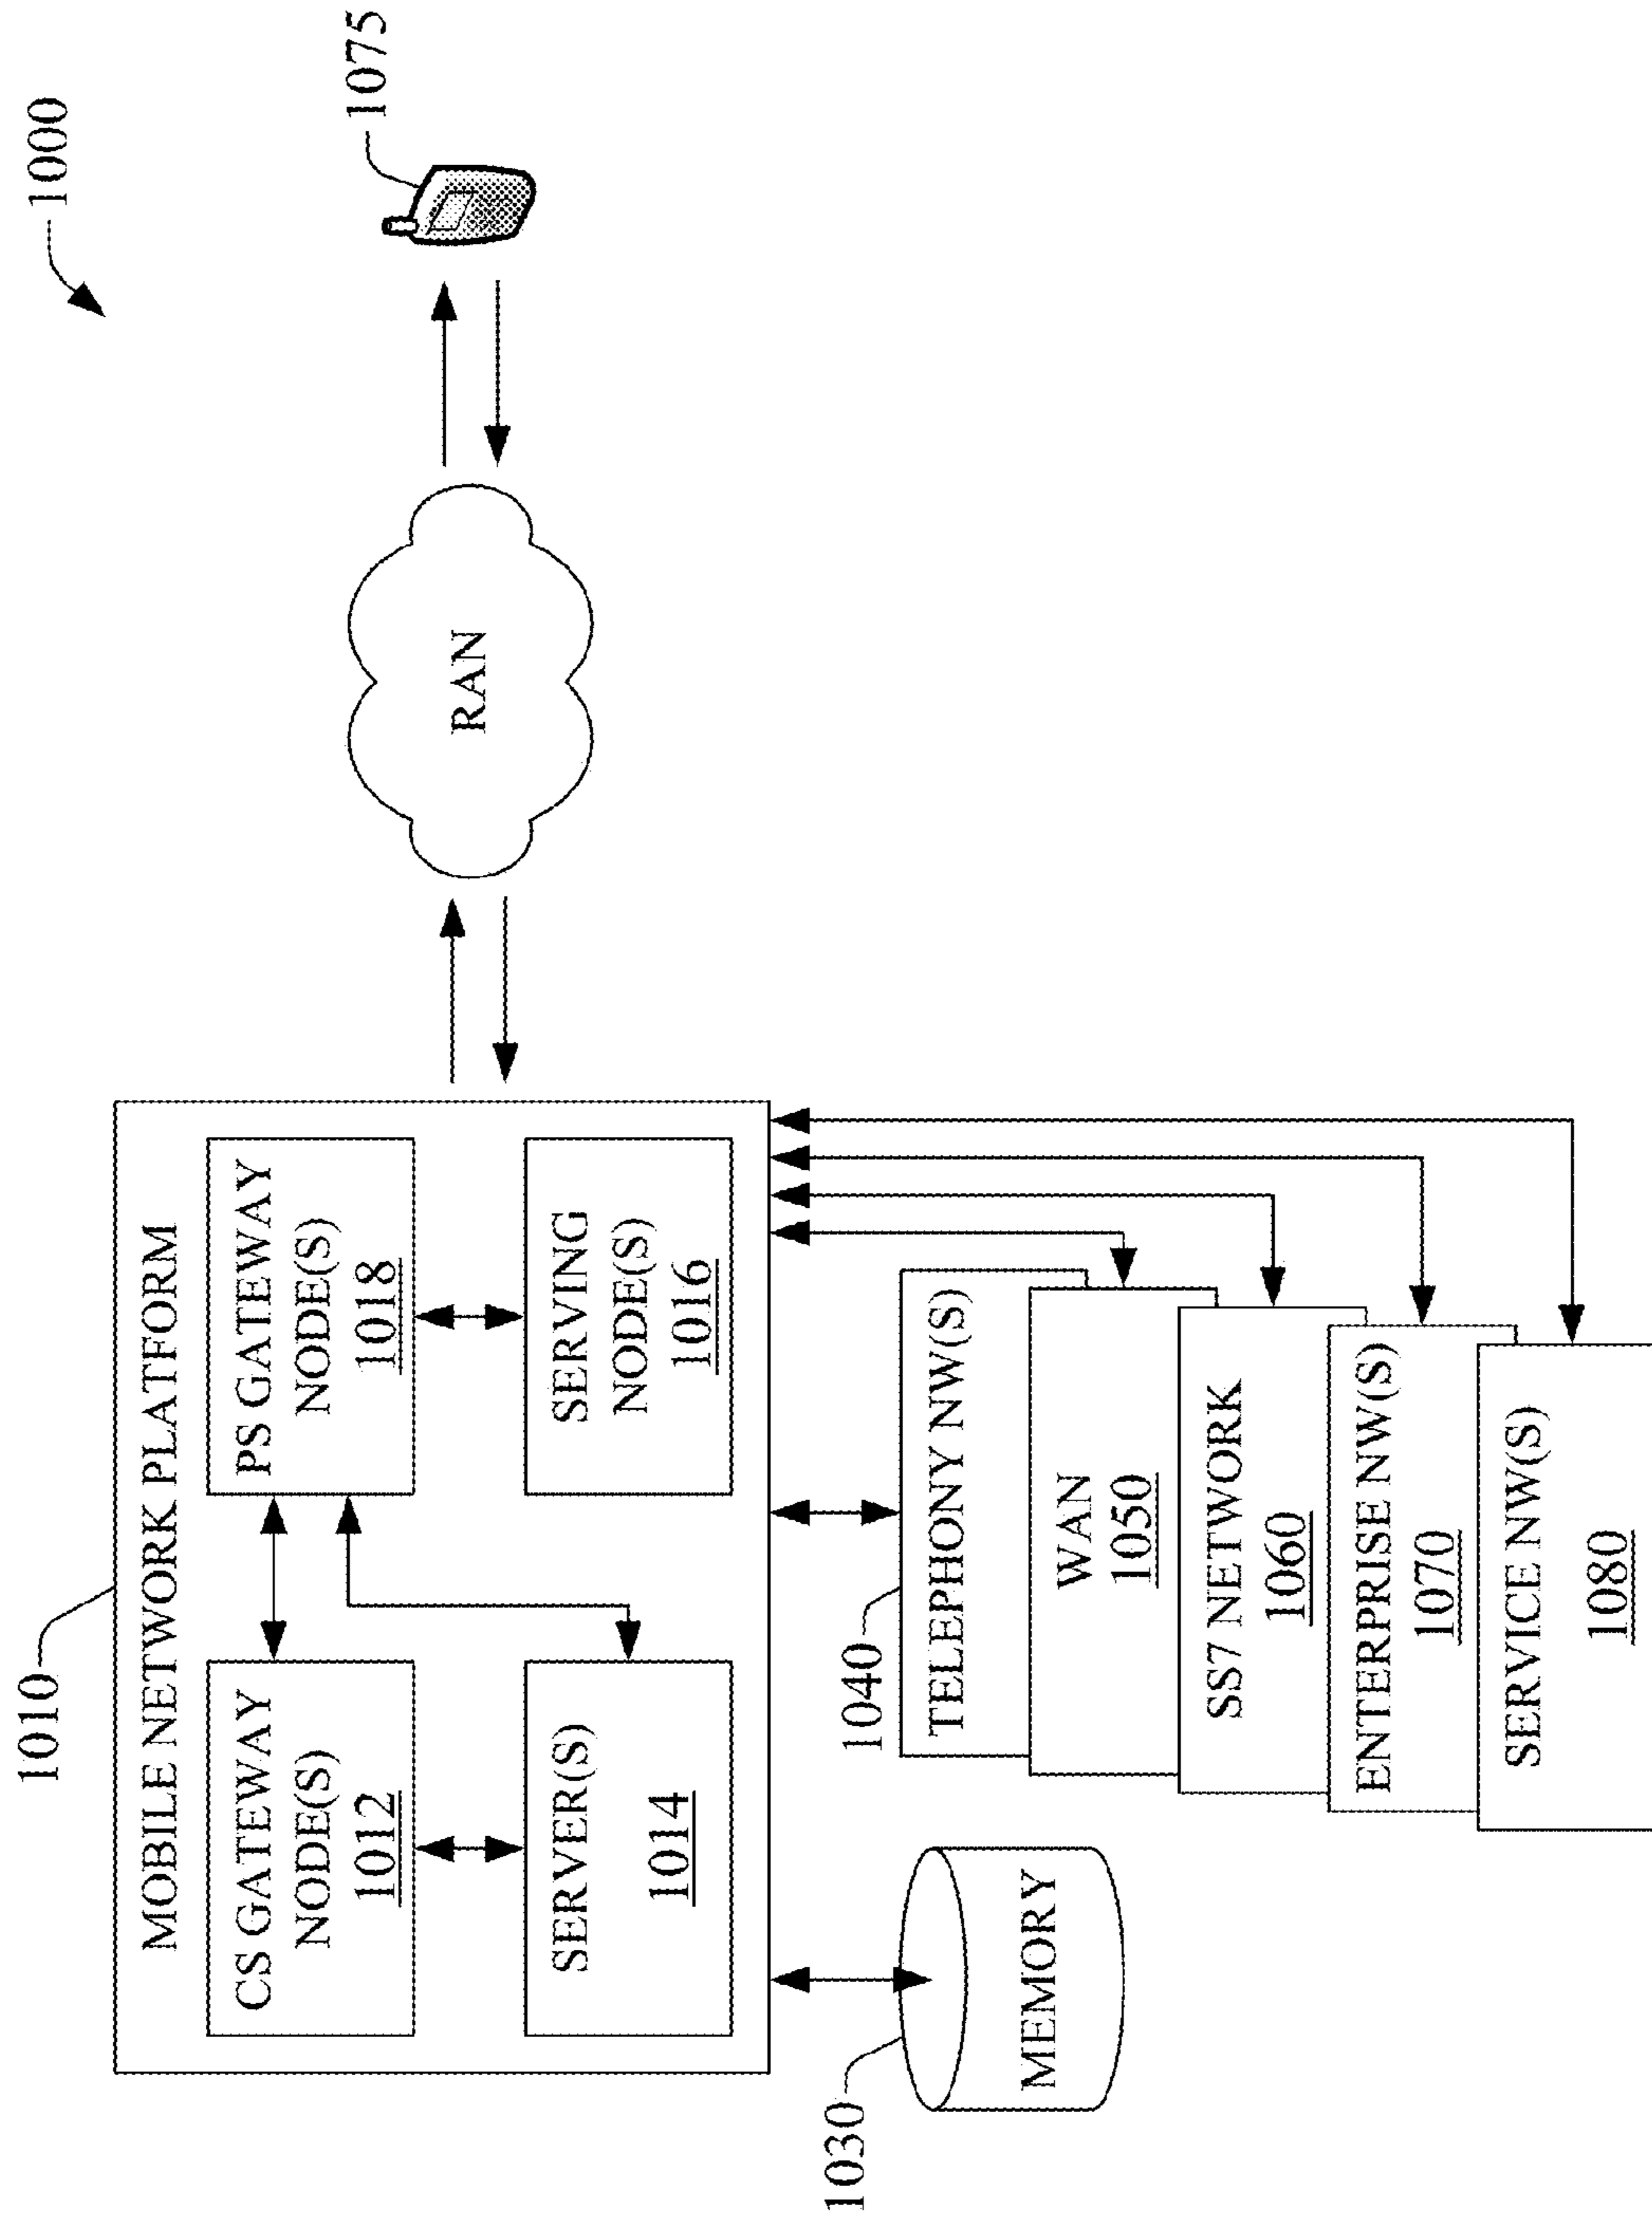 1000
1010
MOBILE NETWORK PLATFORM
CS GATEWAY
NODE(S)
1012
PS GATEWAY
NODE(S)
1018
SERVER(S)
1014
SERVING
NODE(S)
1016
RAN
1075
1030
MEMORY
1040
TELEPHONY NW(S)
WAN
1050
SS7 NETWORK
1060
ENTERPRISE NW(S)
1070
SERVICE NW(S)
1080